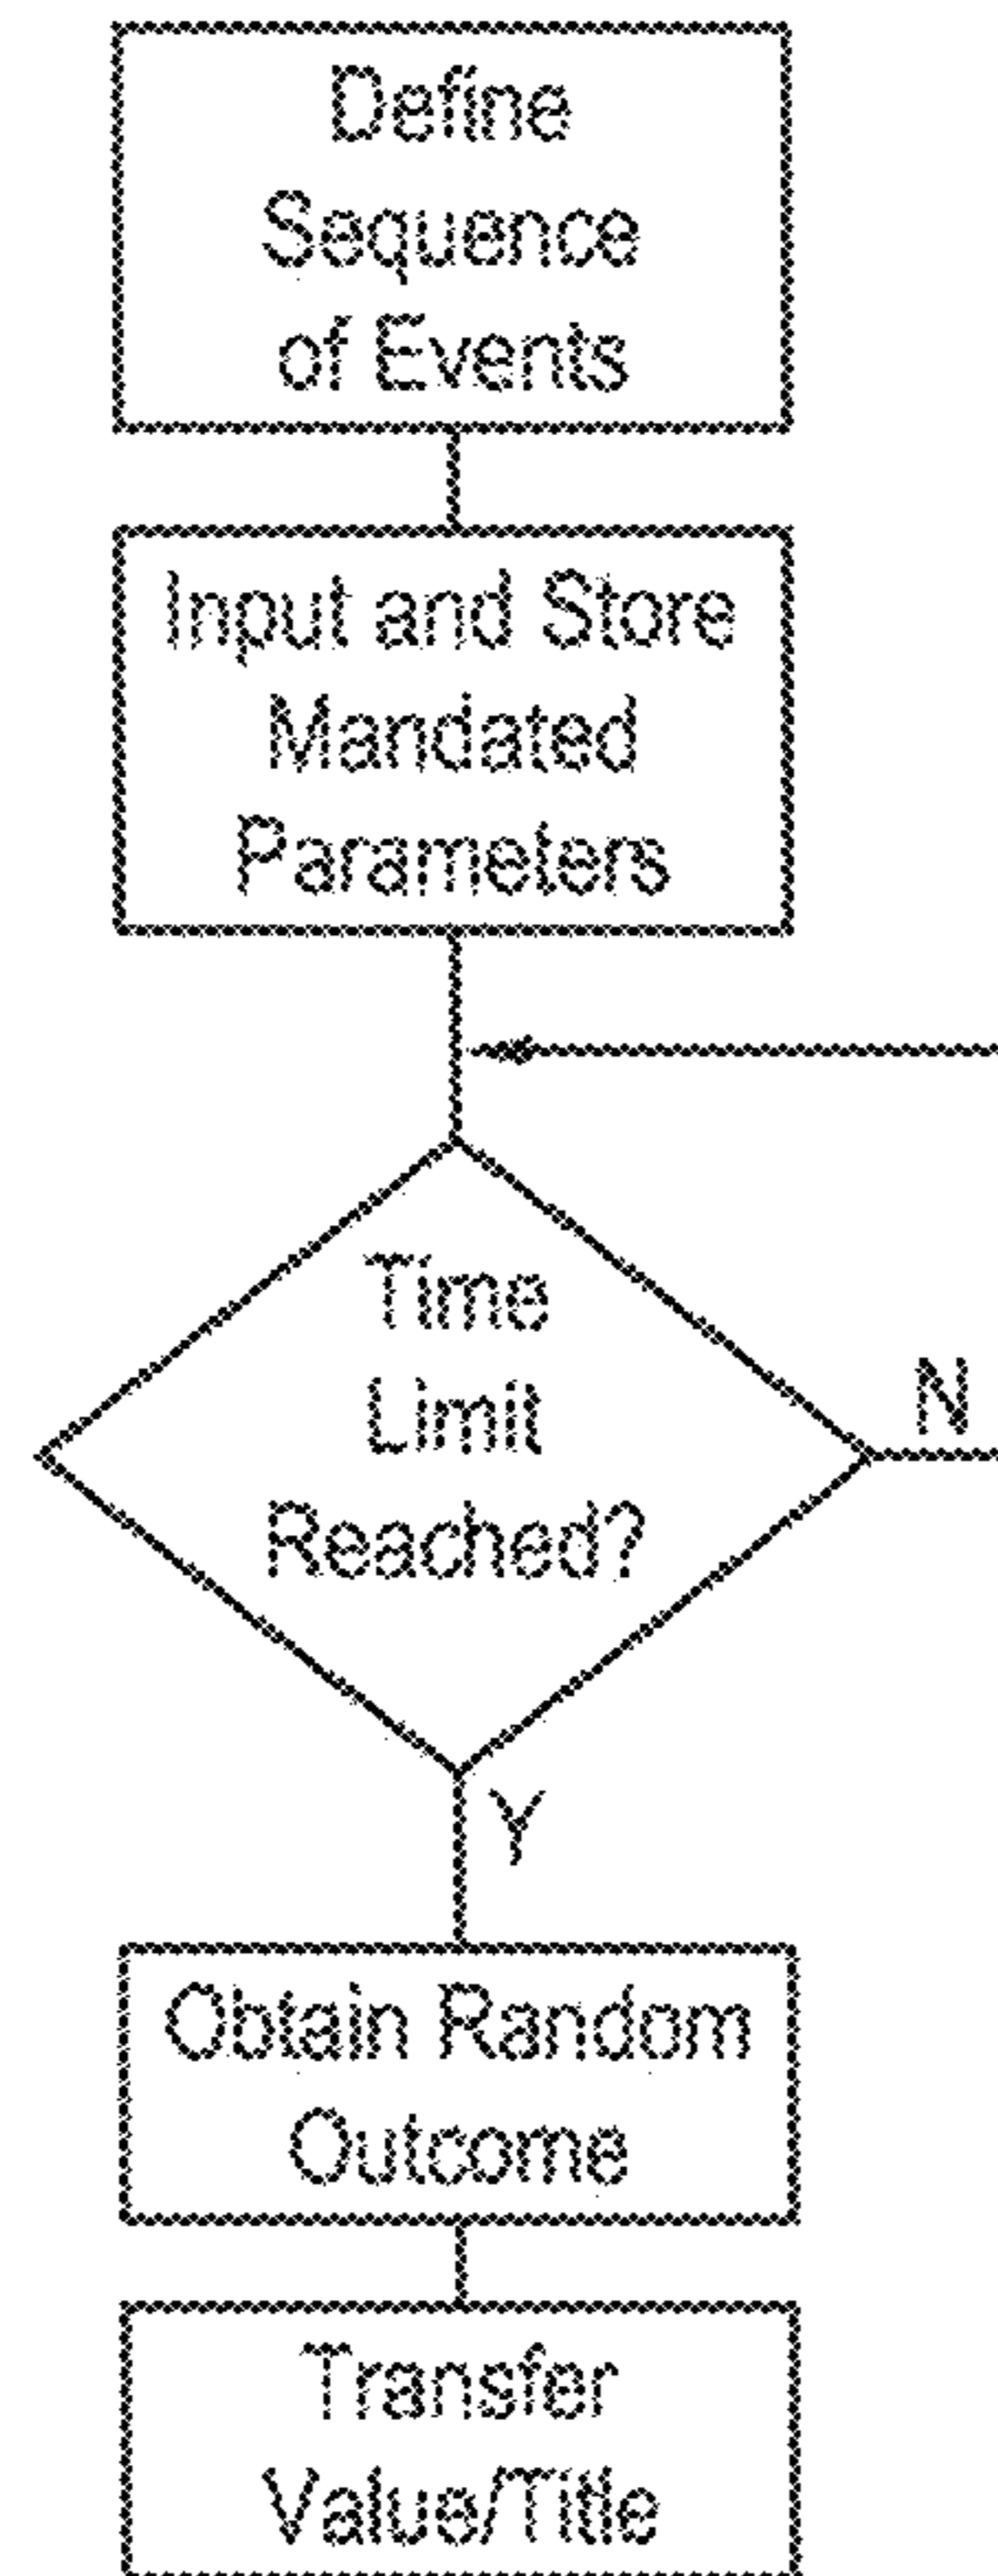 Define
Sequence
of Events
Input and Store
Mandated
Parameters
Time
Limit
Reached?
N
Y
Obtain Random
Outcome
Transfer
Value/Title